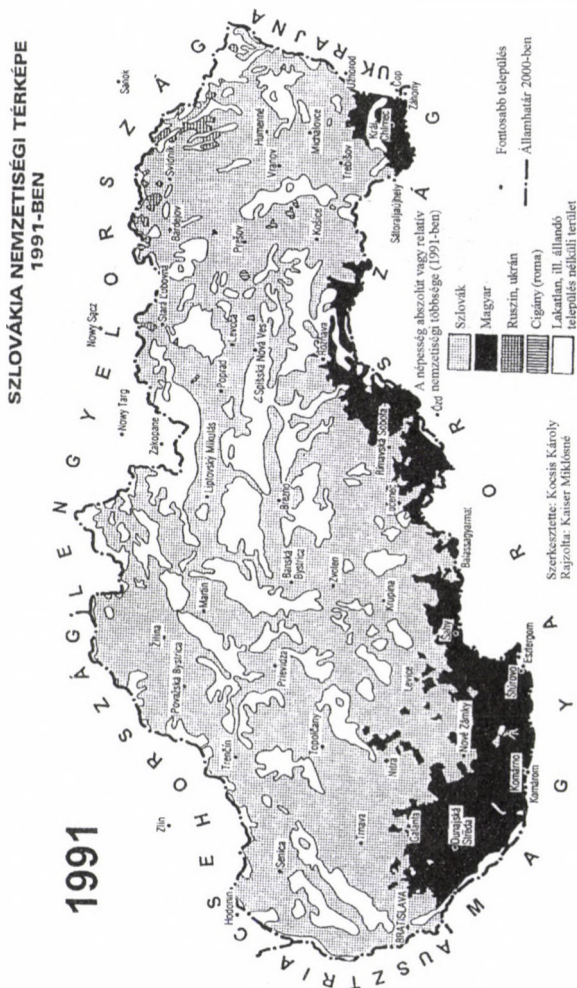 SZLOVÁKIA NEMZETISÉGI TÉRKÉPE
1991-BEN
1991
CSEHORSZÁG
LENGYELORSZÁG
UKRAJNA
MAGYARORSZÁG
AUSZTRIA
Zlín
Hodonín
Nowy Targ
Zakopane
Nowy Sącz
Sanok
Považská Bystrica
Žilina
Trenčín
Martin
Liptovský Mikuláš
Poprad
Stará Ľubovňa
Bardejov
Svidník
Humenné
Vranov
Michalovce
Užhorod
Čop
Záhony
Král. Chlmec
Trebišov
Sátoraljaújhely
Prešov
Košice
Levoča
Spišská Nová Ves
Rožňava
Brezno
Banská Bystrica
Zvolen
Krupina
Lučenec
Rimavská Sobota
Ózd
Balassagyarmat
Prievidza
Topoľčany
Senica
Trnava
Nitra
Levice
Šahy
BRATISLAVA
Galanta
Dunajská Streda
Nové Zámky
Komárno
Komárom
Štúrovo
Esztergom
A népesség abszolút vagy relatív
nemzetiségi többsége (1991-ben)
Szlovák
Magyar
Ruszin, ukrán
Cigány (roma)
Lakatlan, ill. állandó
település nélküli terület
Fontosabb település
Államhatár 2000-ben
Szerkesztette: Kocsis Károly
Rajzolta: Kaiser Miklósné